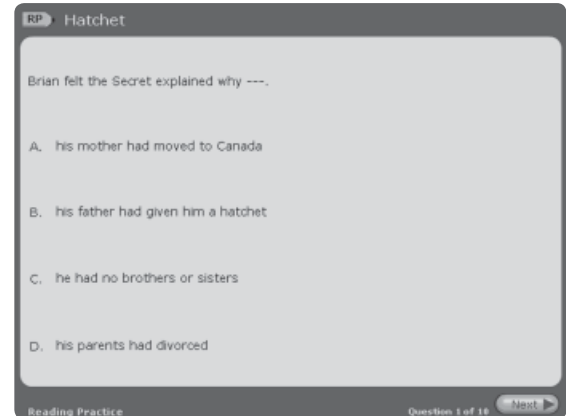 RP Hatchet
Brian felt the Secret explained why ---.
A. his mother had moved to Canada
B. his father had given him a hatchet
C. he had no brothers or sisters
D. his parents had divorced
Reading Practice Question 1 of 10 Next